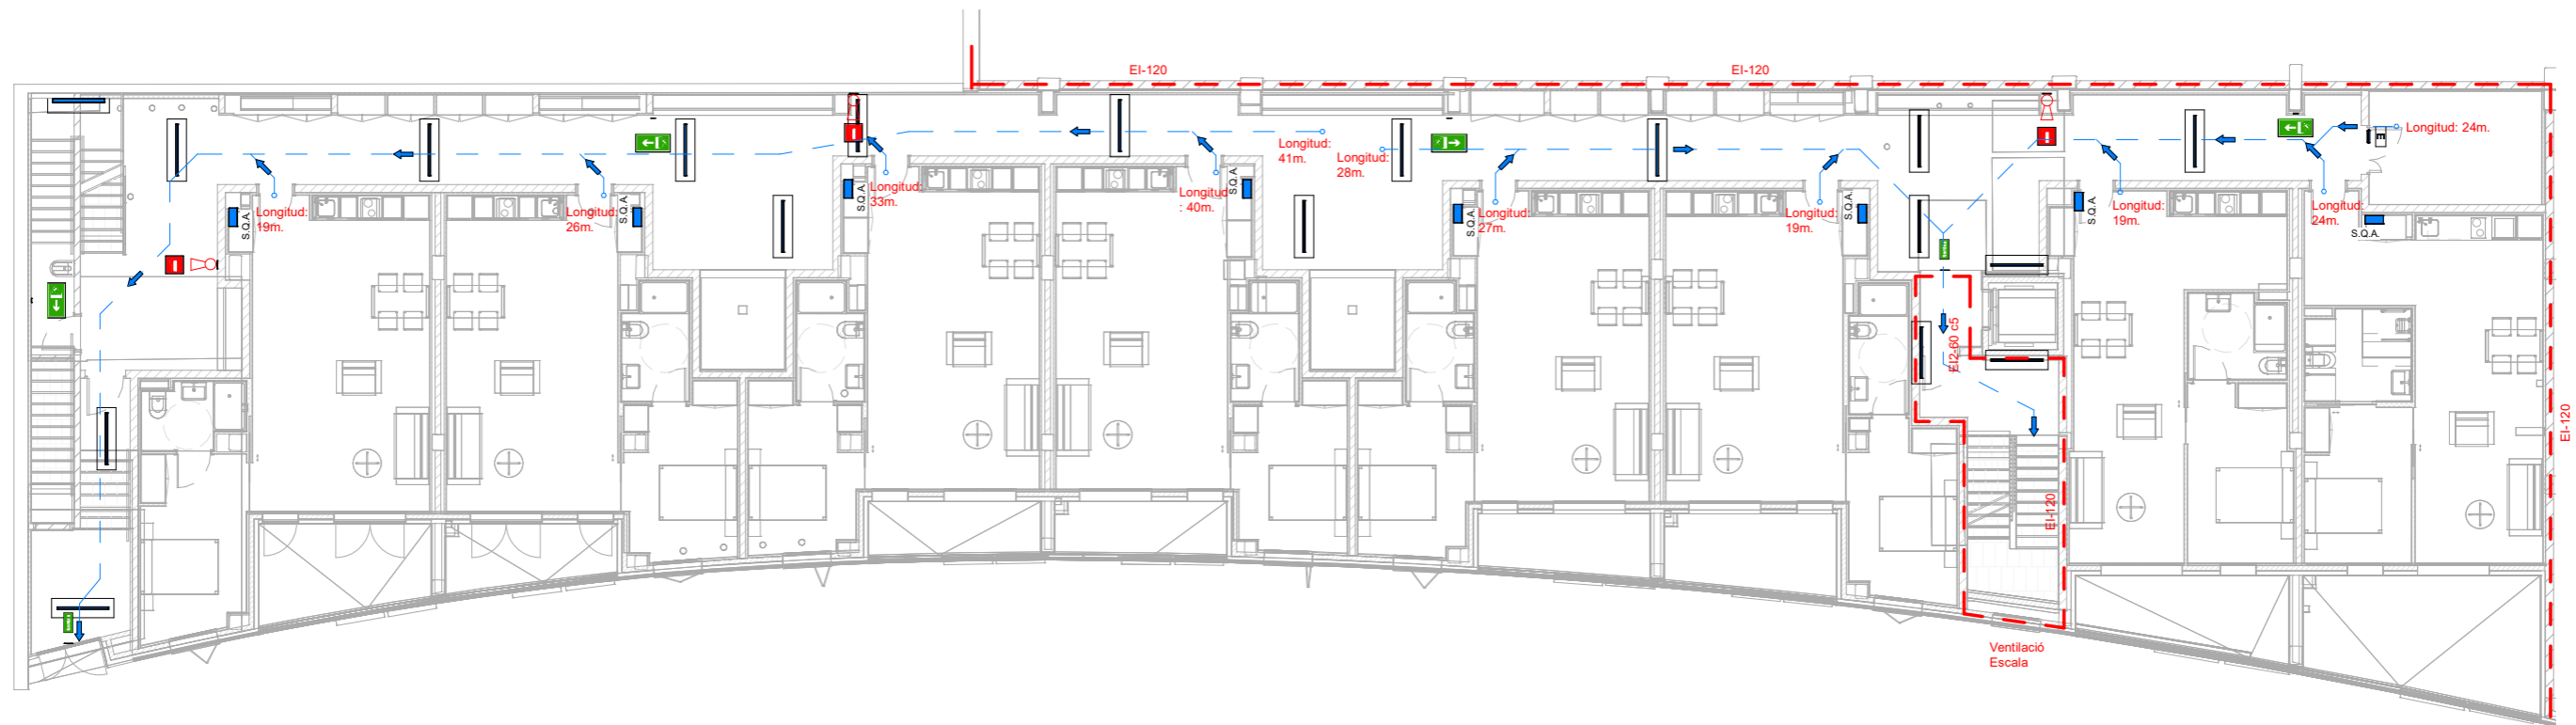 EI-120
EI-120
Longitud: 24m.
Longitud:
41m.
Longitud:
28m.
Longitud:
19m.
S.Q.A.
Longitud:
26m.
S.Q.A.
Longitud:
33m.
S.Q.A.
Longitud
: 40m.
S.Q.A.
Longitud:
27m.
S.Q.A.
Longitud:
19m.
S.Q.A.
Longitud:
19m.
S.Q.A.
Longitud:
24m.
S.Q.A.
EI2-60 c5
EI-120
EI-120
Ventilació
Escala